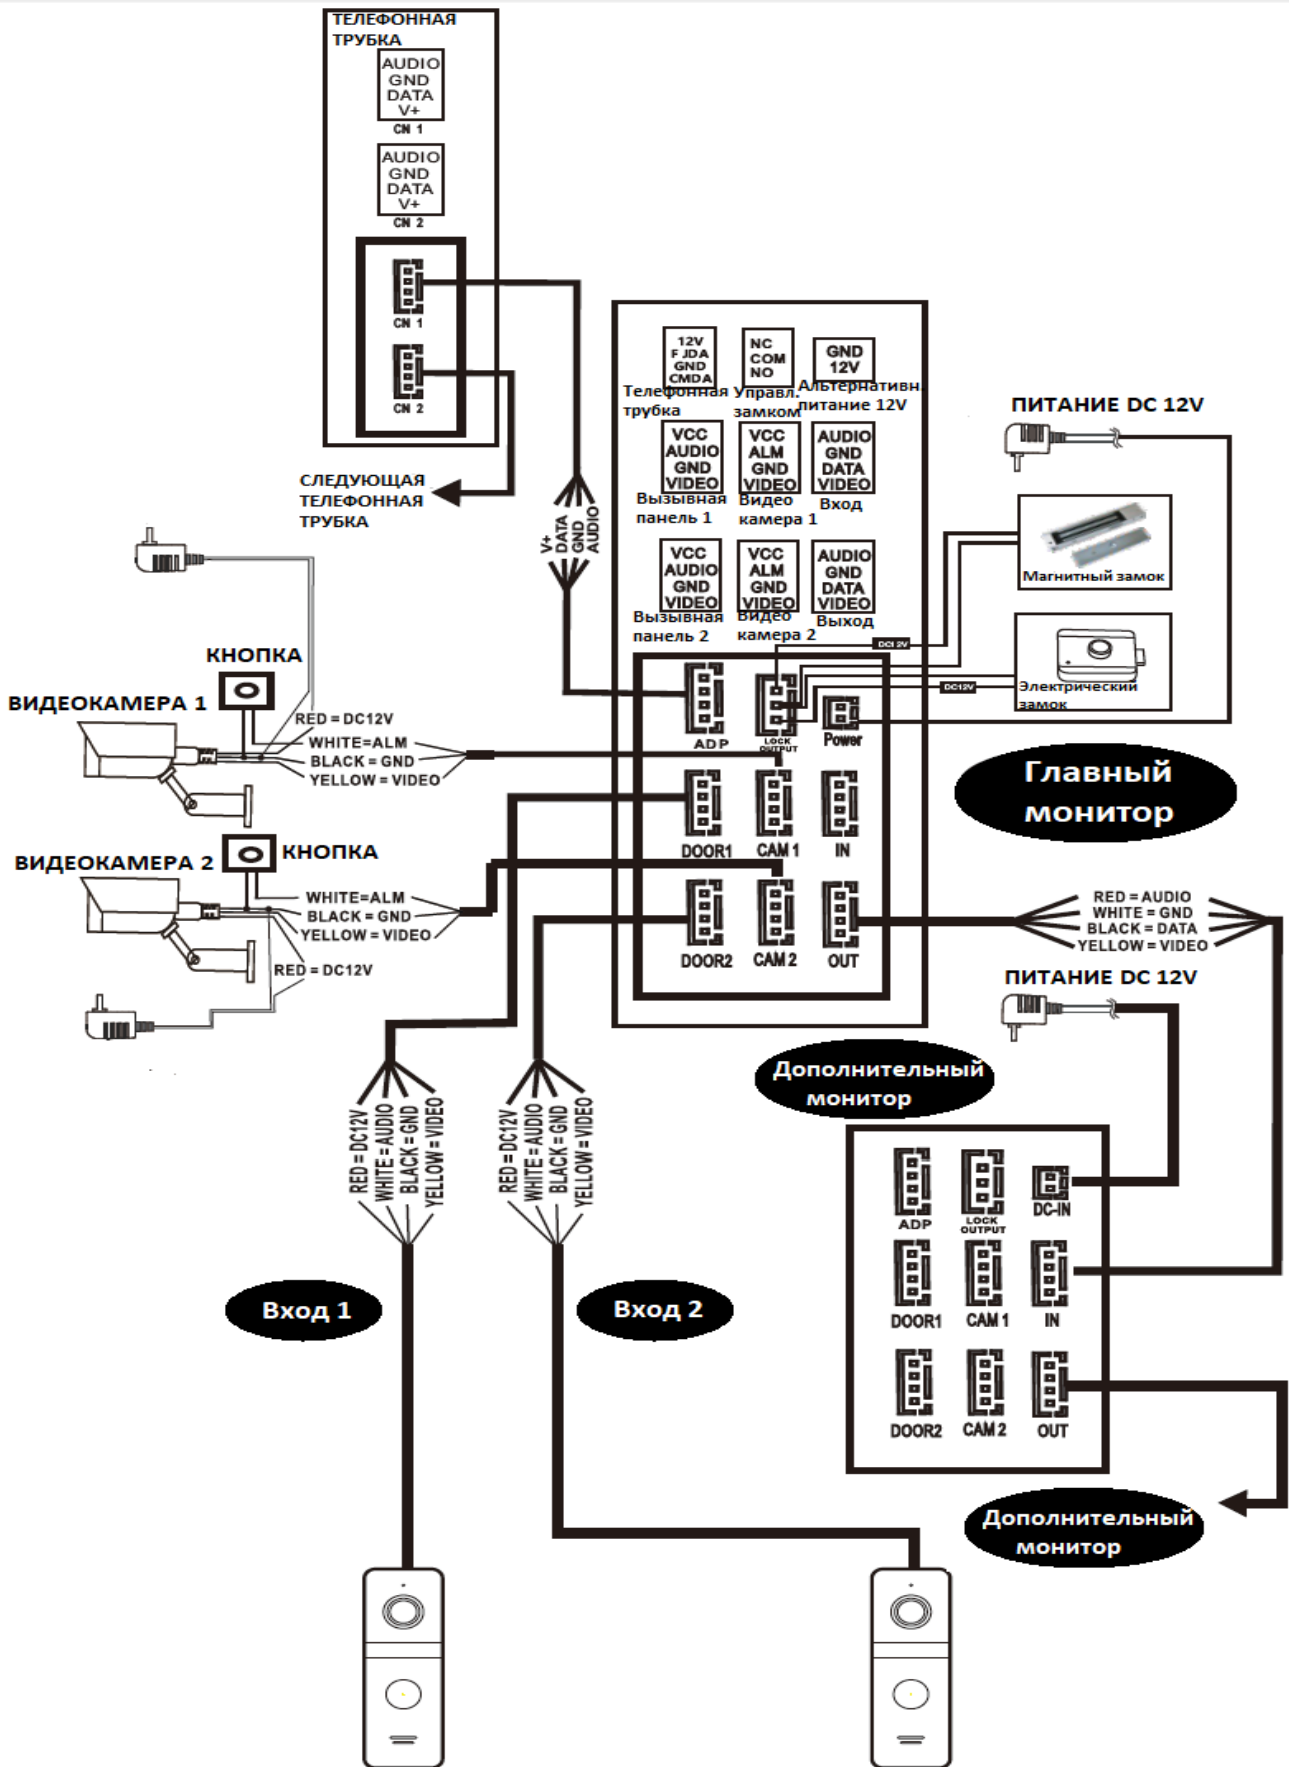 ТЕЛЕФОННАЯ
ТРУБКА
AUDIO
GND
DATA
V+
CN 1
AUDIO
GND
DATA
V+
CN 2
CN 1
CN 2
СЛЕДУЮЩАЯ
ТЕЛЕФОННАЯ
ТРУБКА
V+
DATA
GND
AUDIO
12V
F JDA
GND
CMDA
Телефонная
трубка
NC
COM
NO
Управл.
замком
GND
12V
Альтернативн.
питание 12V
VCC
AUDIO
GND
VIDEO
Вызывная
панель 1
VCC
ALM
GND
VIDEO
Видео
камера 1
AUDIO
GND
DATA
VIDEO
Вход
VCC
AUDIO
GND
VIDEO
Вызывная
панель 2
VCC
ALM
GND
VIDEO
Видео
камера 2
AUDIO
GND
DATA
VIDEO
Выход
ПИТАНИЕ DC 12V
Магнитный замок
DC12V
Электрический
замок
DC12V
ADP
LOCK
OUTPUT
Power
DOOR1
CAM 1
IN
DOOR2
CAM 2
OUT
Главный
монитор
КНОПКА
ВИДЕОКАМЕРА 1
RED = DC12V
WHITE=ALM
BLACK = GND
YELLOW = VIDEO
КНОПКА
ВИДЕОКАМЕРА 2
WHITE=ALM
BLACK = GND
YELLOW = VIDEO
RED = DC12V
RED = AUDIO
WHITE = GND
BLACK = DATA
YELLOW = VIDEO
ПИТАНИЕ DC 12V
Дополнительный
монитор
RED = DC12V
WHITE = AUDIO
BLACK = GND
YELLOW = VIDEO
RED = DC12V
WHITE = AUDIO
BLACK = GND
YELLOW = VIDEO
ADP
LOCK
OUTPUT
DC-IN
DOOR1
CAM 1
IN
DOOR2
CAM 2
OUT
Вход 1
Вход 2
Дополнительный
монитор